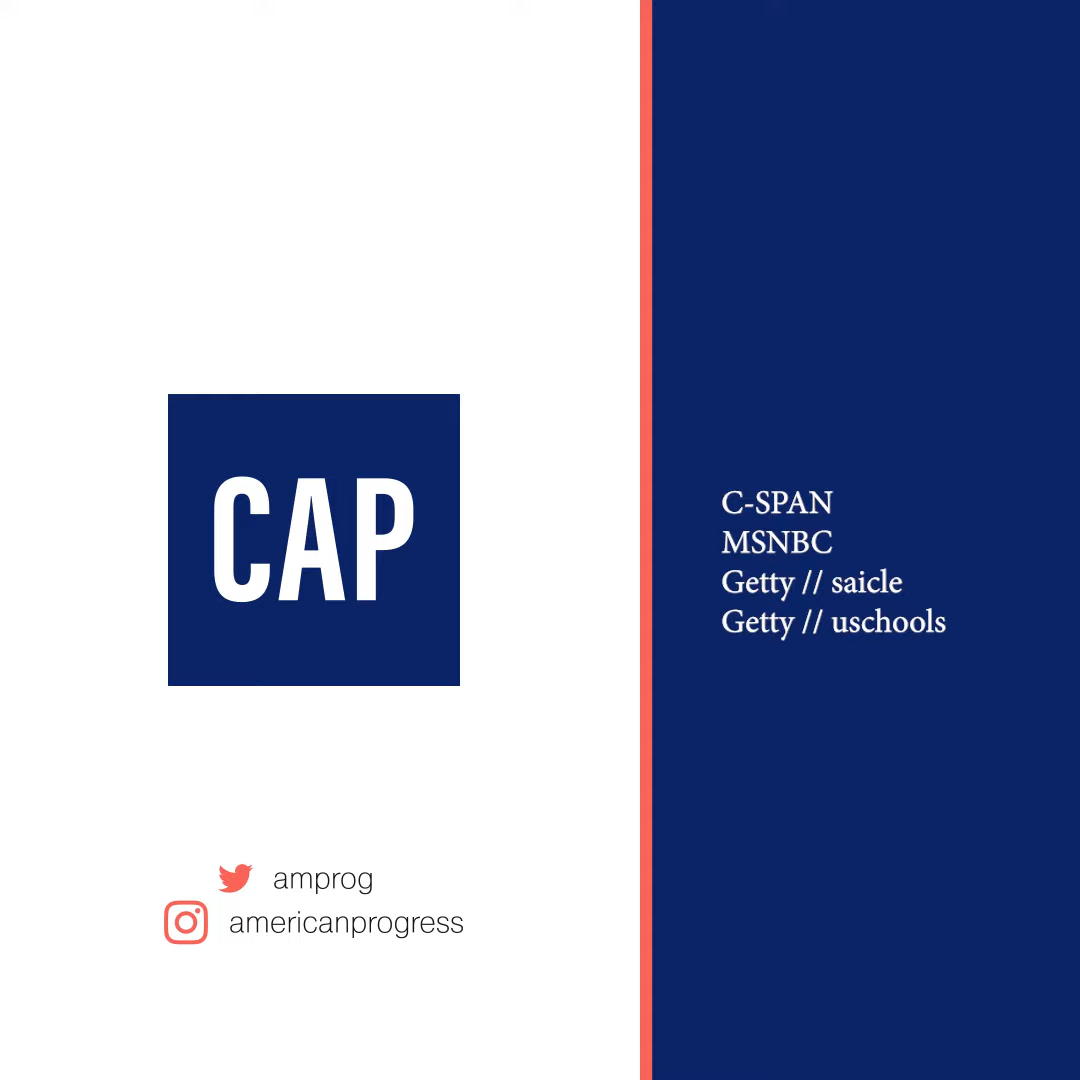 CAP
amprog
americanprogress
C-SPAN
MSNBC
Getty // saicle
Getty // uschools